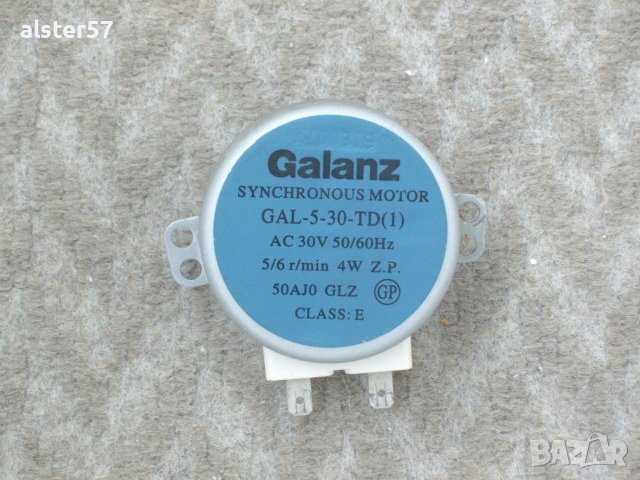 alster57
Galanz
SYNCHRONOUS MOTOR
GAL-5-30-TD(1)
AC 30V 50/60Hz
5/6 r/min 4W Z.P.
50AJ0 GLZ GP
CLASS: E
BAZAR